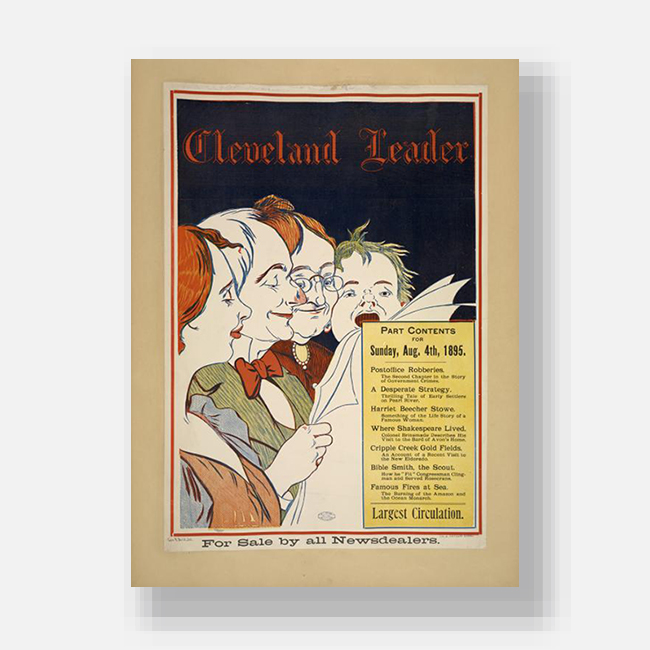 Cleveland Leader
PART CONTENTS
FOR
Sunday, Aug. 4th, 1895.
Postoffice Robberies.
The Second Chapter in the Story
of Government Crimes.
A Desperate Strategy.
Thrilling Tale of Early Settlers
on Pearl River.
Harriet Beecher Stowe.
Something of the Life Story of a
Famous Woman.
Where Shakespeare Lived.
Colonel Brinsmade Describes His
Visit to the Bard of Avon's Home.
Cripple Creek Gold Fields.
An Account of a Recent Visit to
the New Eldorado.
Bible Smith, the Scout.
How he "Fit" Congressman Cling-
man and Served Rosecrans.
Famous Fires at Sea.
The Burning of the Amazon and
the Ocean Monarch.
Largest Circulation.
For Sale by all Newsdealers.